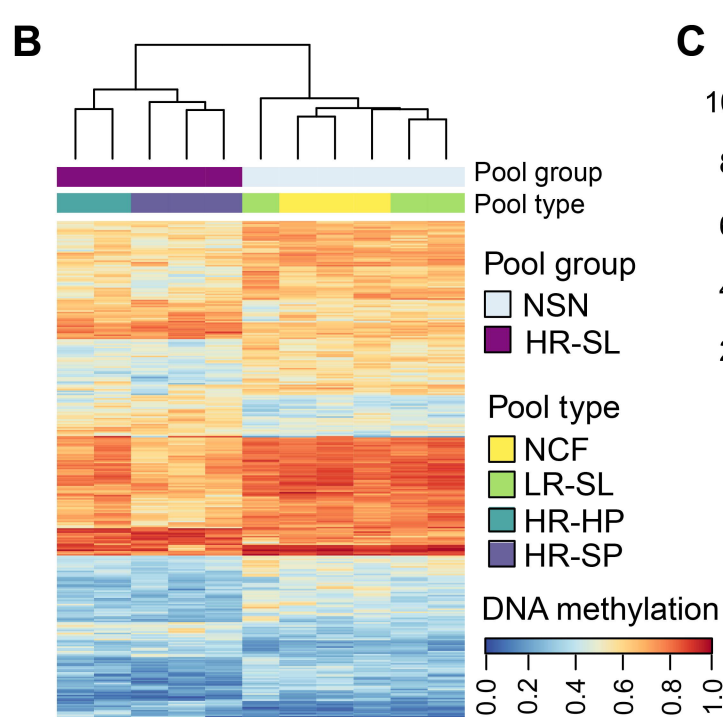 B
C
Pool group
Pool type
Pool group
NSN
HR-SL
Pool type
NCF
LR-SL
HR-HP
HR-SP
DNA methylation
0.0 0.2 0.4 0.6 0.8 1.0